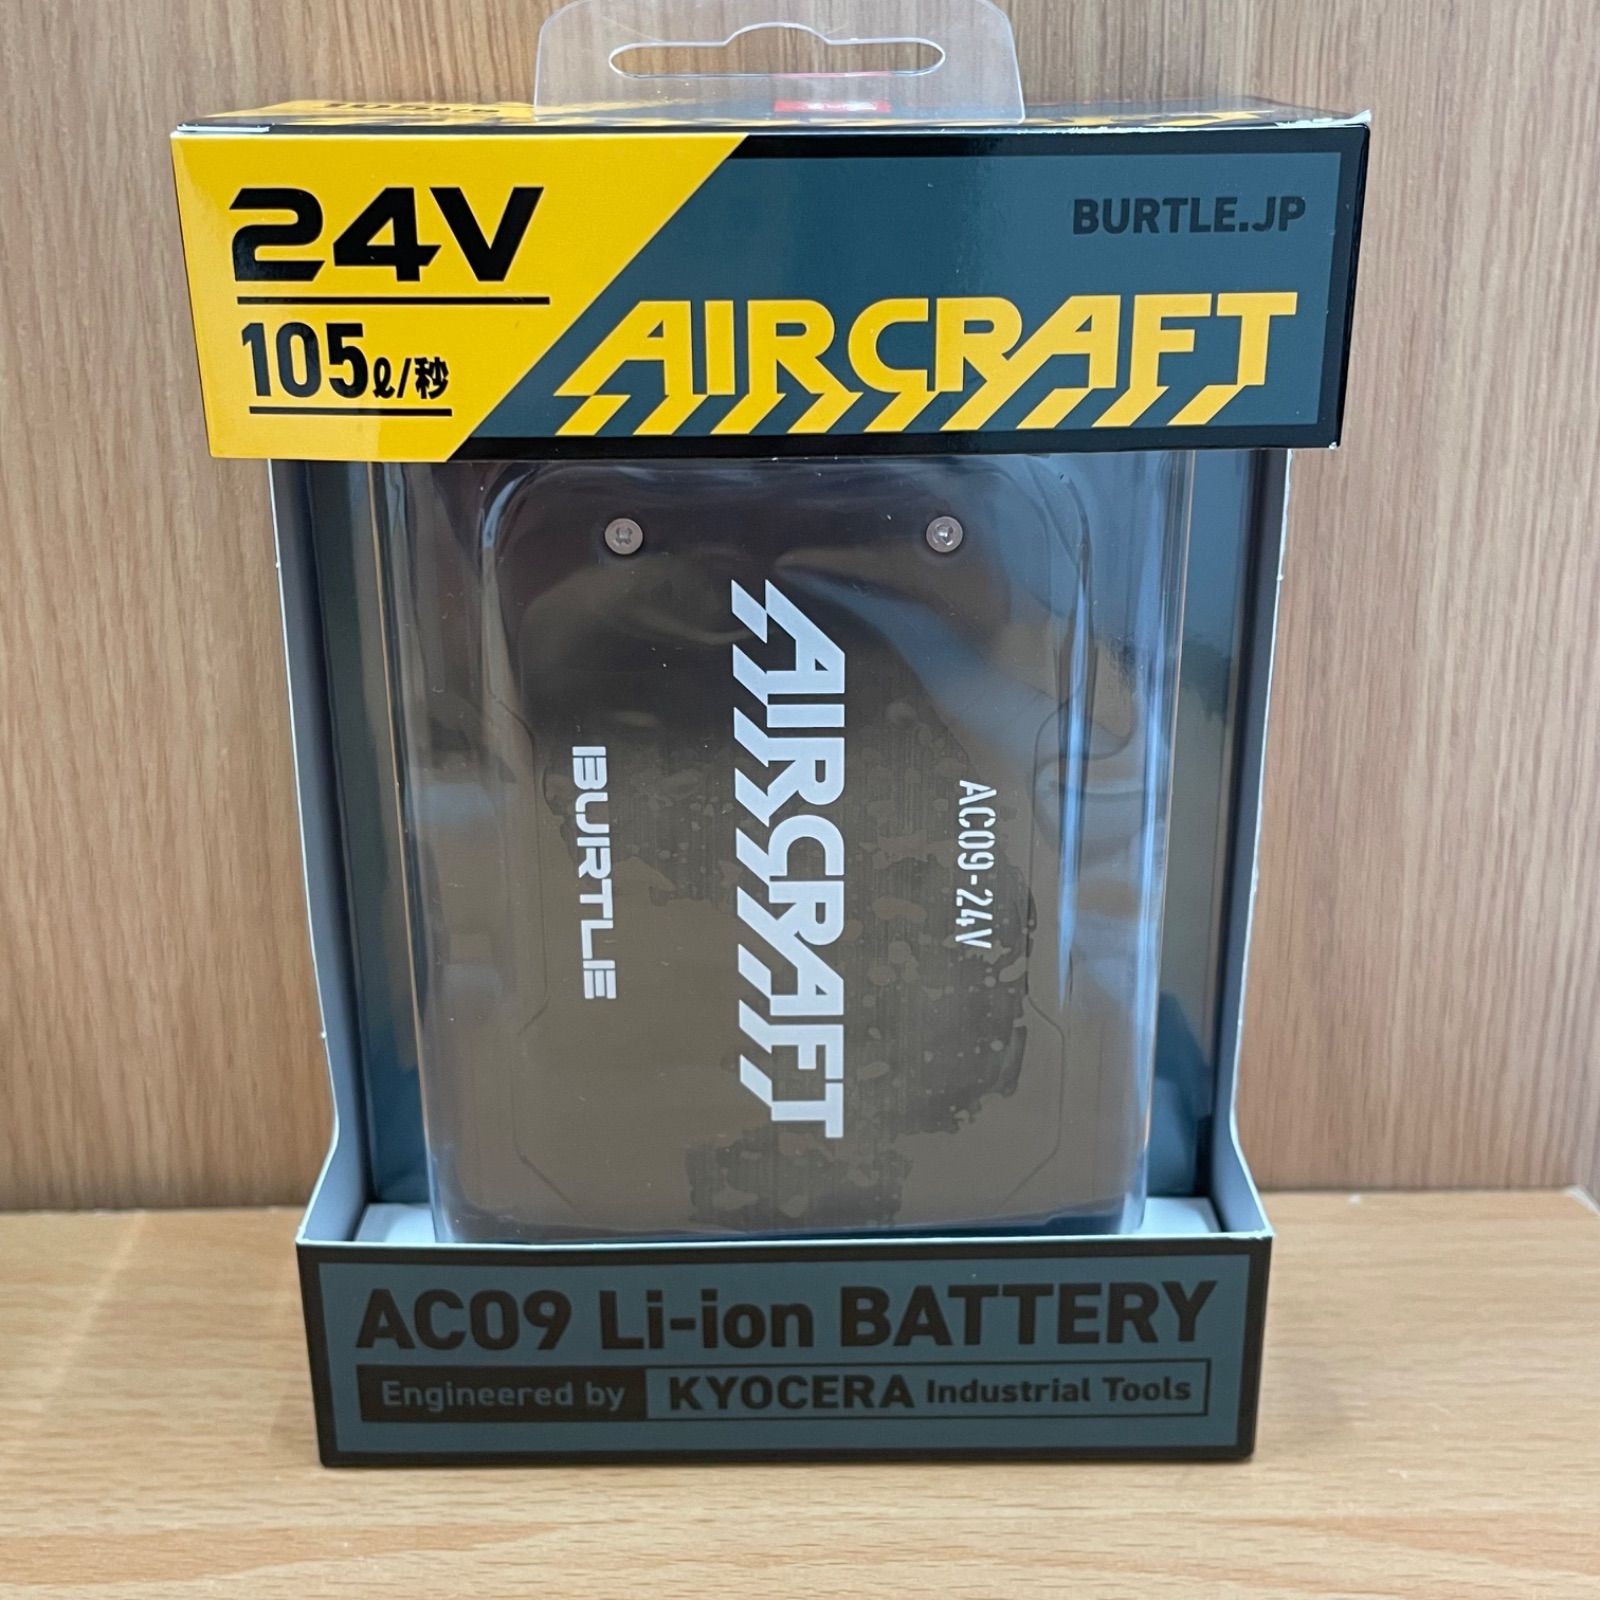 24V
105ℓ/秒
BURTLE.JP
AIRCRAFT
BURTLE
AIRCRAFT
AC09-24V
AC09 Li-ion BATTERY
Engineered by KYOCERA Industrial Tools